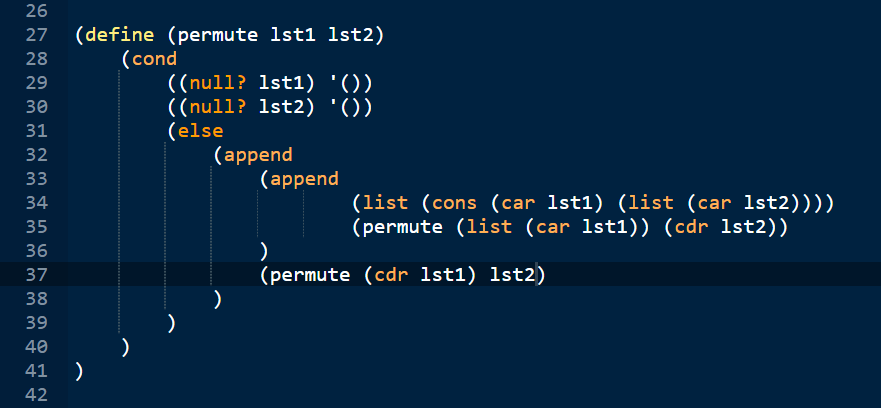 26
27 (define (permute lst1 lst2)
28 (cond
29 ((null? lst1) '())
30 ((null? lst2) '())
31 (else
32 (append
33 (append
34 (list (cons (car lst1) (list (car lst2))))
35 (permute (list (car lst1)) (cdr lst2))
36 )
37 (permute (cdr lst1) lst2)
38 )
39 )
40 )
41 )
42